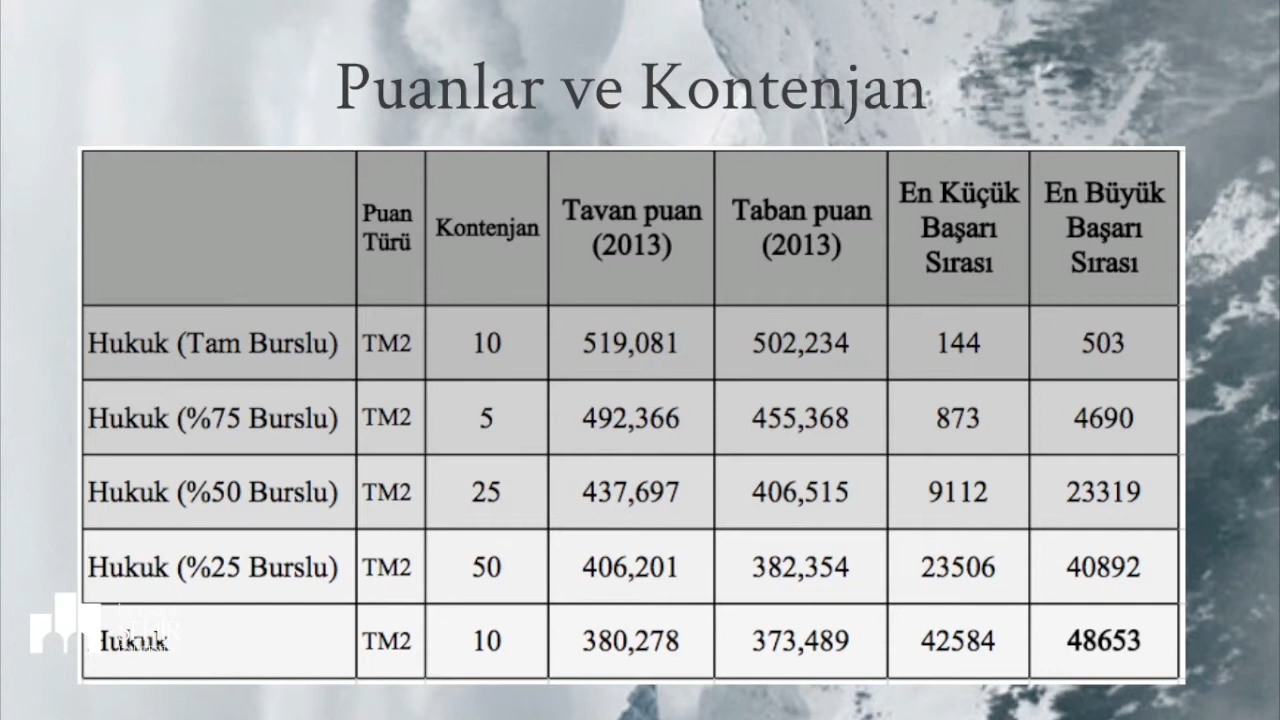 Puanlar ve Kontenjan
Puan Türü Kontenjan Tavan puan (2013) Taban puan (2013) En Küçük Başarı Sırası En Büyük Başarı Sırası
Hukuk (Tam Burslu) TM2 10 519,081 502,234 144 503
Hukuk (%75 Burslu) TM2 5 492,366 455,368 873 4690
Hukuk (%50 Burslu) TM2 25 437,697 406,515 9112 23319
Hukuk (%25 Burslu) TM2 50 406,201 382,354 23506 40892
Hukuk TM2 10 380,278 373,489 42584 48653
ŞEHİR